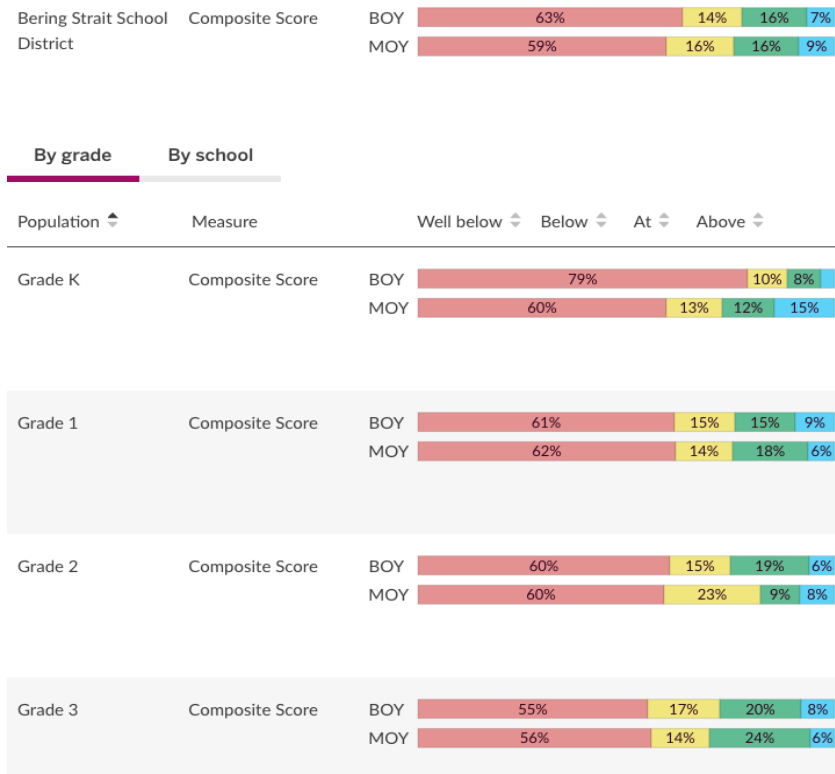 Bering Strait School District Composite Score BOY 63% 14% 16% 7%
MOY 59% 16% 16% 9%
By grade By school
Population Measure Well below Below At Above
Grade K Composite Score BOY 79% 10% 8%
MOY 60% 13% 12% 15%
Grade 1 Composite Score BOY 61% 15% 15% 9%
MOY 62% 14% 18% 6%
Grade 2 Composite Score BOY 60% 15% 19% 6%
MOY 60% 23% 9% 8%
Grade 3 Composite Score BOY 55% 17% 20% 8%
MOY 56% 14% 24% 6%